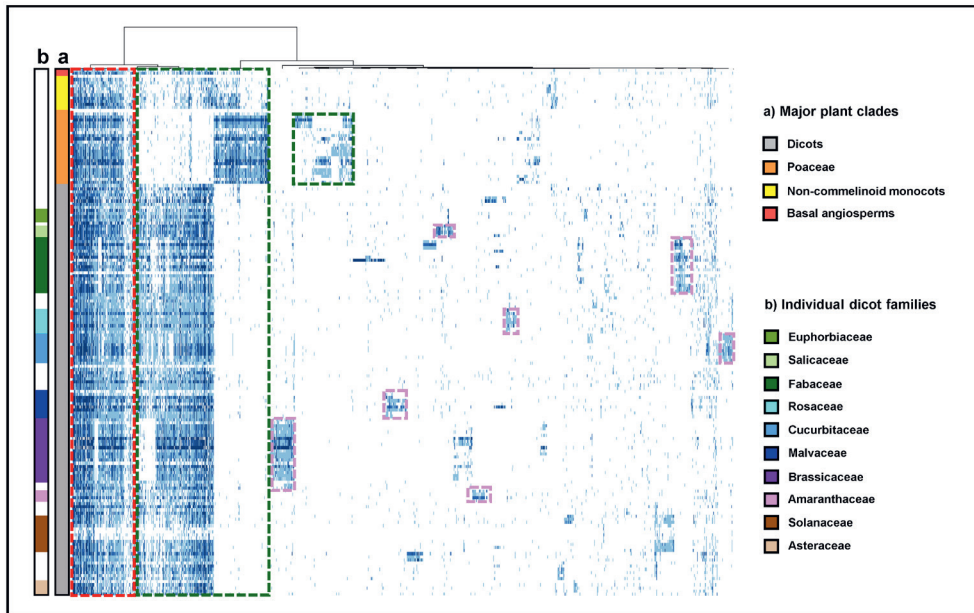 b a
a) Major plant clades
Dicots
Poaceae
Non-commelinoid monocots
Basal angiosperms
b) Individual dicot families
Euphorbiaceae
Salicaceae
Fabaceae
Rosaceae
Cucurbitaceae
Malvaceae
Brassicaceae
Amaranthaceae
Solanaceae
Asteraceae